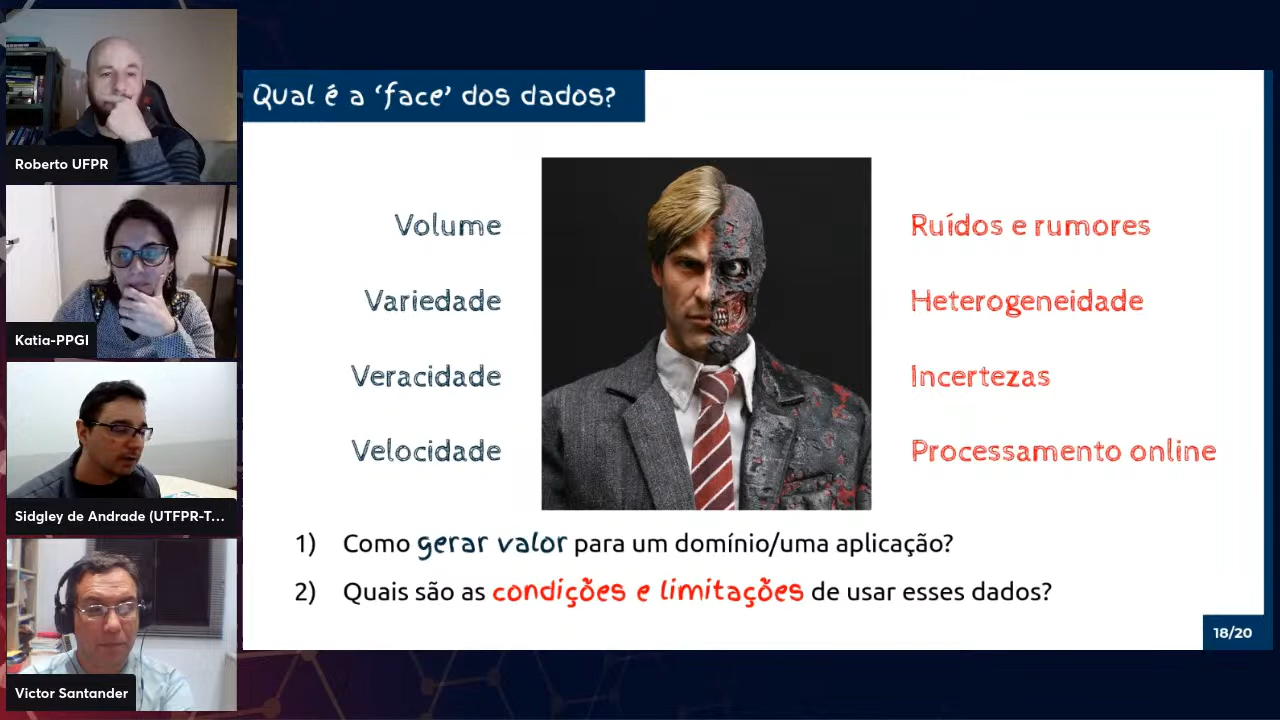 Roberto UFPR
Katia-PPGI
Sidgley de Andrade (UTFPR-T...
Victor Santander
Qual é a ‘face’ dos dados?
Volume
Variedade
Veracidade
Velocidade
Ruídos e rumores
Heterogeneidade
Incertezas
Processamento online
1) Como gerar valor para um domínio/uma aplicação?
2) Quais são as condições e limitações de usar esses dados?
18/20